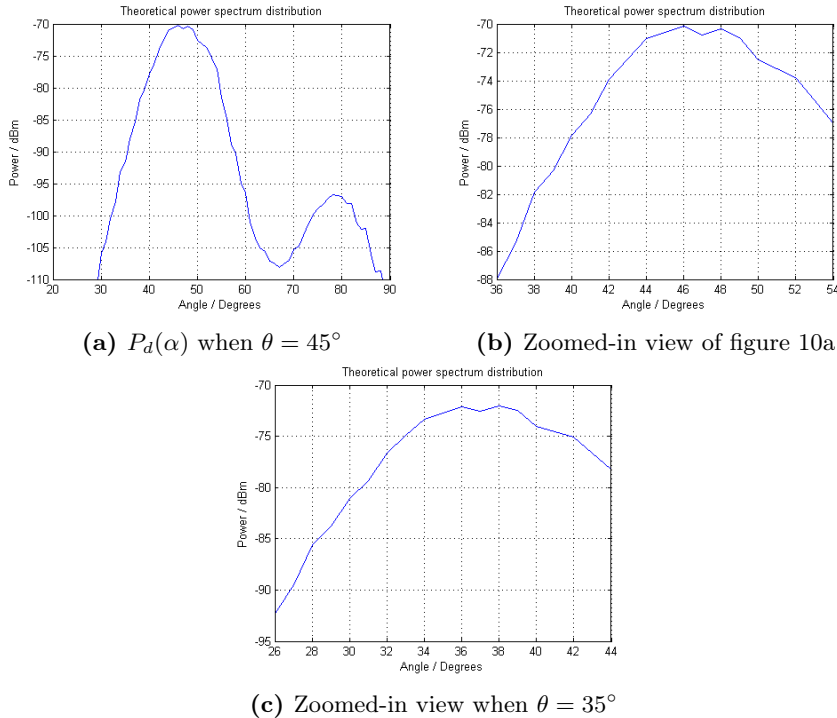 Theoretical power spectrum distribution
-70
-75
-80
-85
-90
-95
-100
-105
-110
Power / dBm
20 30 40 50 60 70 80 90
Angle / Degrees
(a) P_d(α) when θ = 45°
Theoretical power spectrum distribution
-70
-72
-74
-76
-78
-80
-82
-84
-86
-88
Power / dBm
36 38 40 42 44 46 48 50 52 54
Angle / Degrees
(b) Zoomed-in view of figure 10a
Theoretical power spectrum distribution
-70
-75
-80
-85
-90
-95
Power / dBm
26 28 30 32 34 36 38 40 42 44
Angle / Degrees
(c) Zoomed-in view when θ = 35°